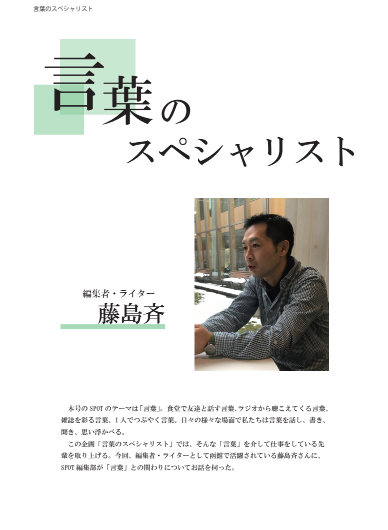 言葉のスペシャリスト
言葉の
スペシャリスト
編集者・ライター
藤島斉
本号の SPOT のテーマは「言葉」。食堂で友達と話す言葉、ラジオから聴こえてくる言葉、
雑誌を彩る言葉、1 人でつぶやく言葉。日々の様々な場面で私たちは言葉を話し、書き、
聞き、思い浮かべる。
この企画「言葉のスペシャリスト」では、そんな「言葉」を介して仕事をしている先
輩を取り上げる。今回、編集者・ライターとして函館で活躍されている藤島斉さんに、
SPOT 編集部が「言葉」との関わりについてお話を伺った。